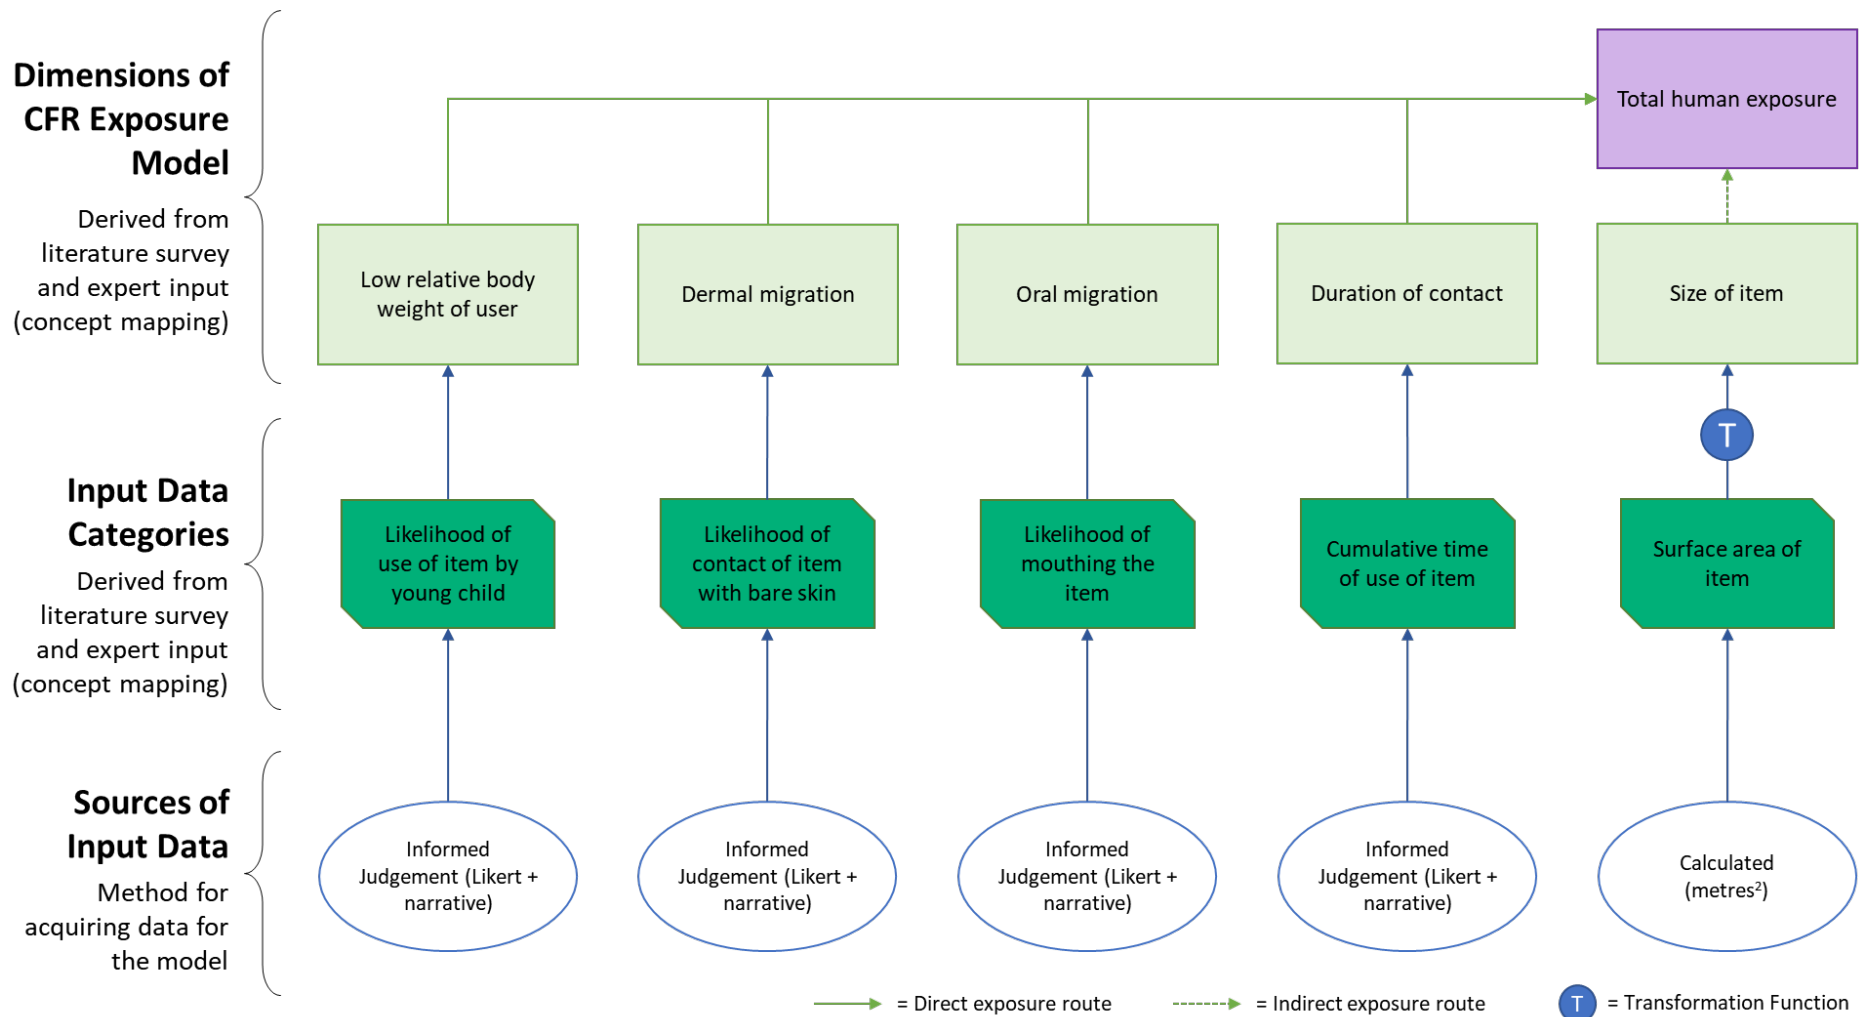 Dimensions of
CFR Exposure
Model
Derived from
literature survey
and expert input
(concept mapping)
Total human exposure
Low relative body
weight of user
Dermal migration
Oral migration
Duration of contact
Size of item
T
Input Data
Categories
Derived from
literature survey
and expert input
(concept mapping)
Likelihood of
use of item by
young child
Likelihood of
contact of item
with bare skin
Likelihood of
mouthing the
item
Cumulative time
of use of item
Surface area of
item
Sources of
Input Data
Method for
acquiring data for
the model
Informed
Judgement (Likert +
narrative)
Informed
Judgement (Likert +
narrative)
Informed
Judgement (Likert +
narrative)
Informed
Judgement (Likert +
narrative)
Calculated
(metres²)
= Direct exposure route
= Indirect exposure route
T = Transformation Function